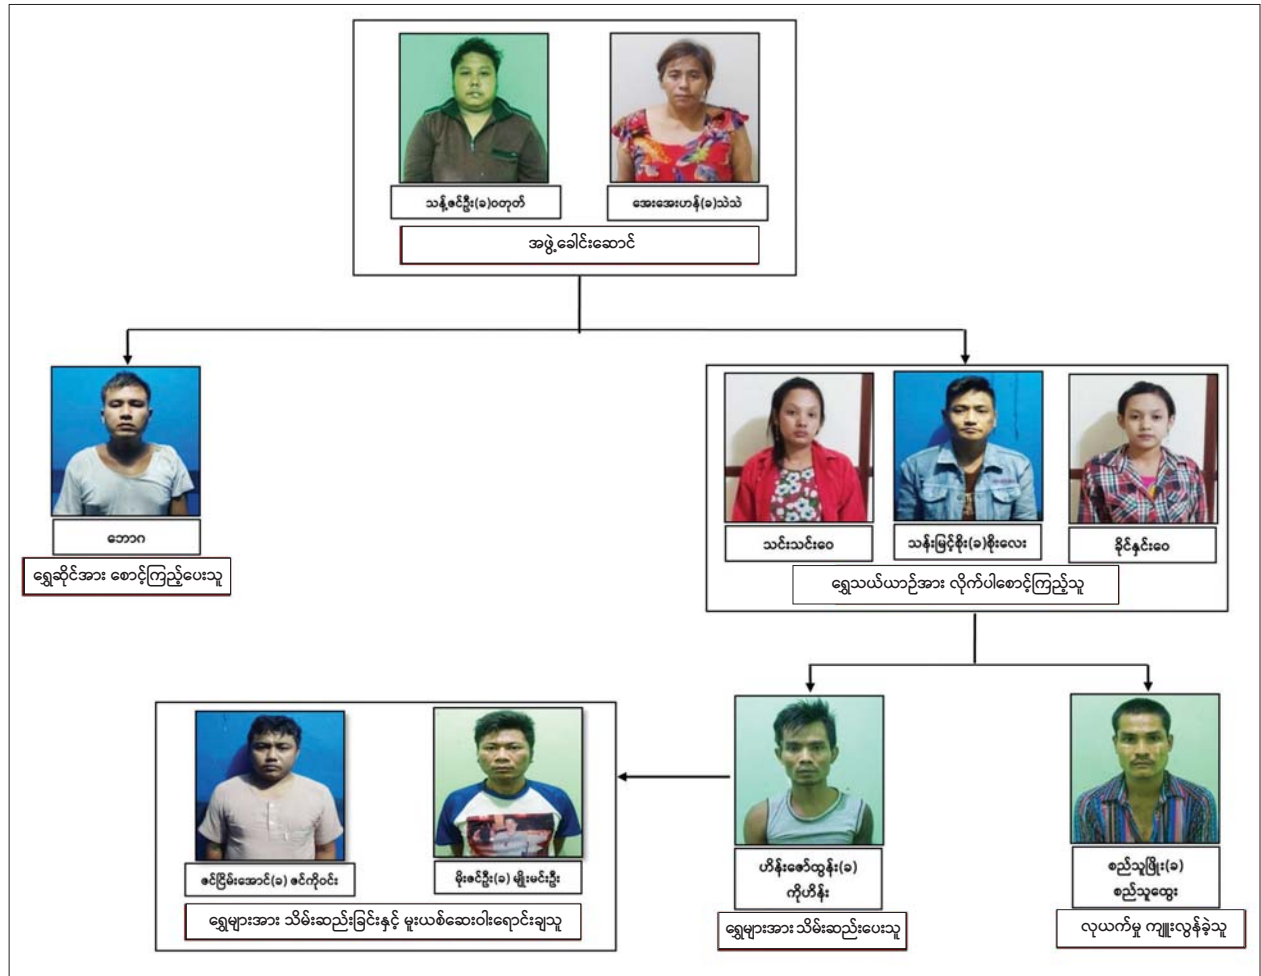 သန့်ဇင်ဦး(ခ)ဝတုတ်
အေးအေးဟန်(ခ)သဲသဲ
အဖွဲ့ခေါင်းဆောင်
ဘောဂ
ရွှေဆိုင်အား စောင့်ကြည့်ပေးသူ
သင်းသင်းဝေ
သန်းမြင့်စိုး(ခ)စိုးလေး
ခိုင်နှင်းဝေ
ရွှေသယ်ယာဉ်အား လိုက်ပါစောင့်ကြည့်သူ
ဇင်ငြိမ်းအောင်(ခ) ဇင်ကိုဝင်း
မိုးဇင်ဦး(ခ) မျိုးမင်းဦး
ရွှေများအား သိမ်းဆည်းခြင်းနှင့် မူးယစ်ဆေးဝါးရောင်းချသူ
ဟိန်းဇော်ထွန်း(ခ)
ကိုဟိန်း
ရွှေများအား သိမ်းဆည်းပေးသူ
စည်သူဖြိုး(ခ)
စည်သူထွေး
လုယက်မှု ကျူးလွန်ခဲ့သူ